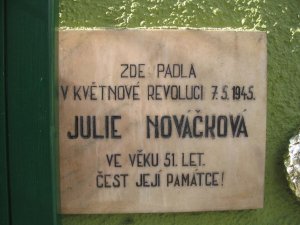 ZDE PADLA
V KVĚTNOVÉ REVOLUCI 7.5.1945.
JULIE NOVÁČKOVÁ
VE VĚKU 51. LET.
ČEST JEJÍ PAMÁTCE!